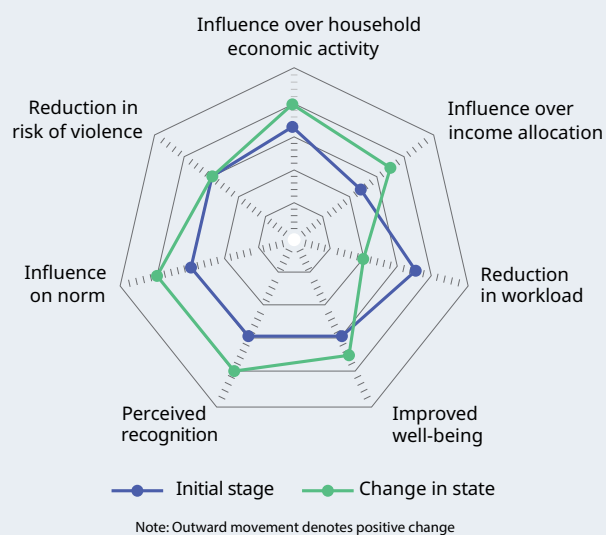 Influence over household
economic activity
Reduction in
risk of violence
Influence over
income allocation
Influence
on norm
Reduction
in workload
Perceived
recognition
Improved
well-being
Initial stage
Change in state
Note: Outward movement denotes positive change